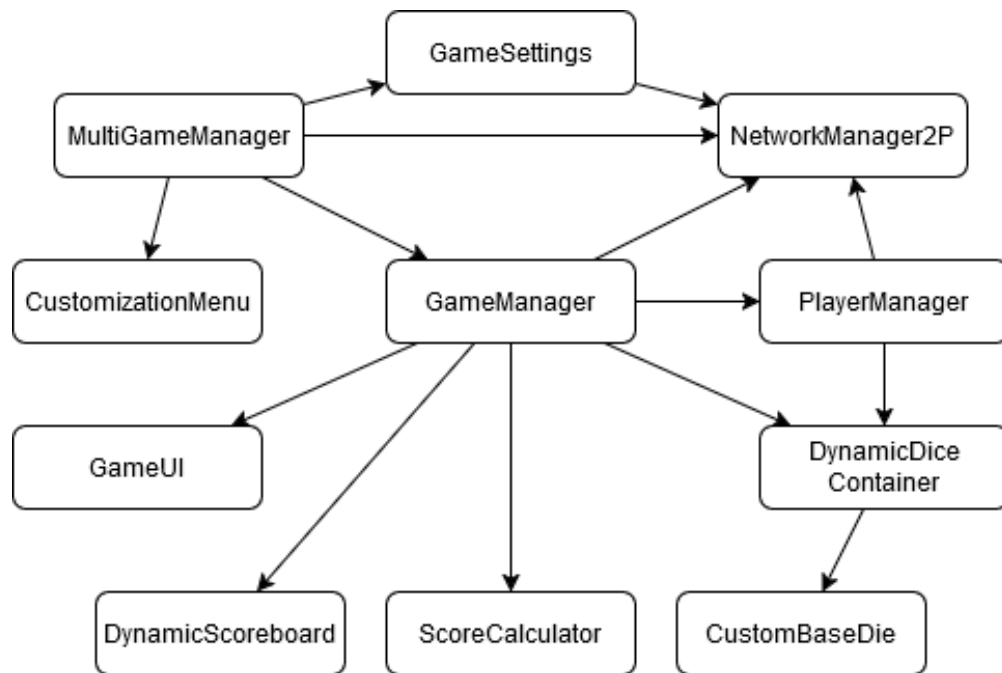 GameSettings
MultiGameManager
NetworkManager2P
CustomizationMenu
GameManager
PlayerManager
GameUI
DynamicDice
Container
DynamicScoreboard
ScoreCalculator
CustomBaseDie